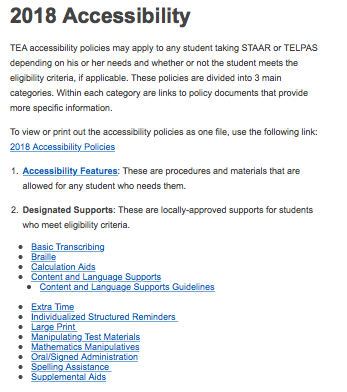 2018 Accessibility
TEA accessibility policies may apply to any student taking STAAR or TELPAS
depending on his or her needs and whether or not the student meets the
eligibility criteria, if applicable. These policies are divided into 3 main
categories. Within each category are links to policy documents that provide
more specific information.
To view or print out the accessibility policies as one file, use the following link:
2018 Accessibility Policies
1. Accessibility Features: These are procedures and materials that are
allowed for any student who needs them.
2. Designated Supports: These are locally-approved supports for students
who meet eligibility criteria.
• Basic Transcribing
• Braille
• Calculation Aids
• Content and Language Supports
• Content and Language Supports Guidelines
• Extra Time
• Individualized Structured Reminders
• Large Print
• Manipulating Test Materials
• Mathematics Manipulatives
• Oral/Signed Administration
• Spelling Assistance
• Supplemental Aids